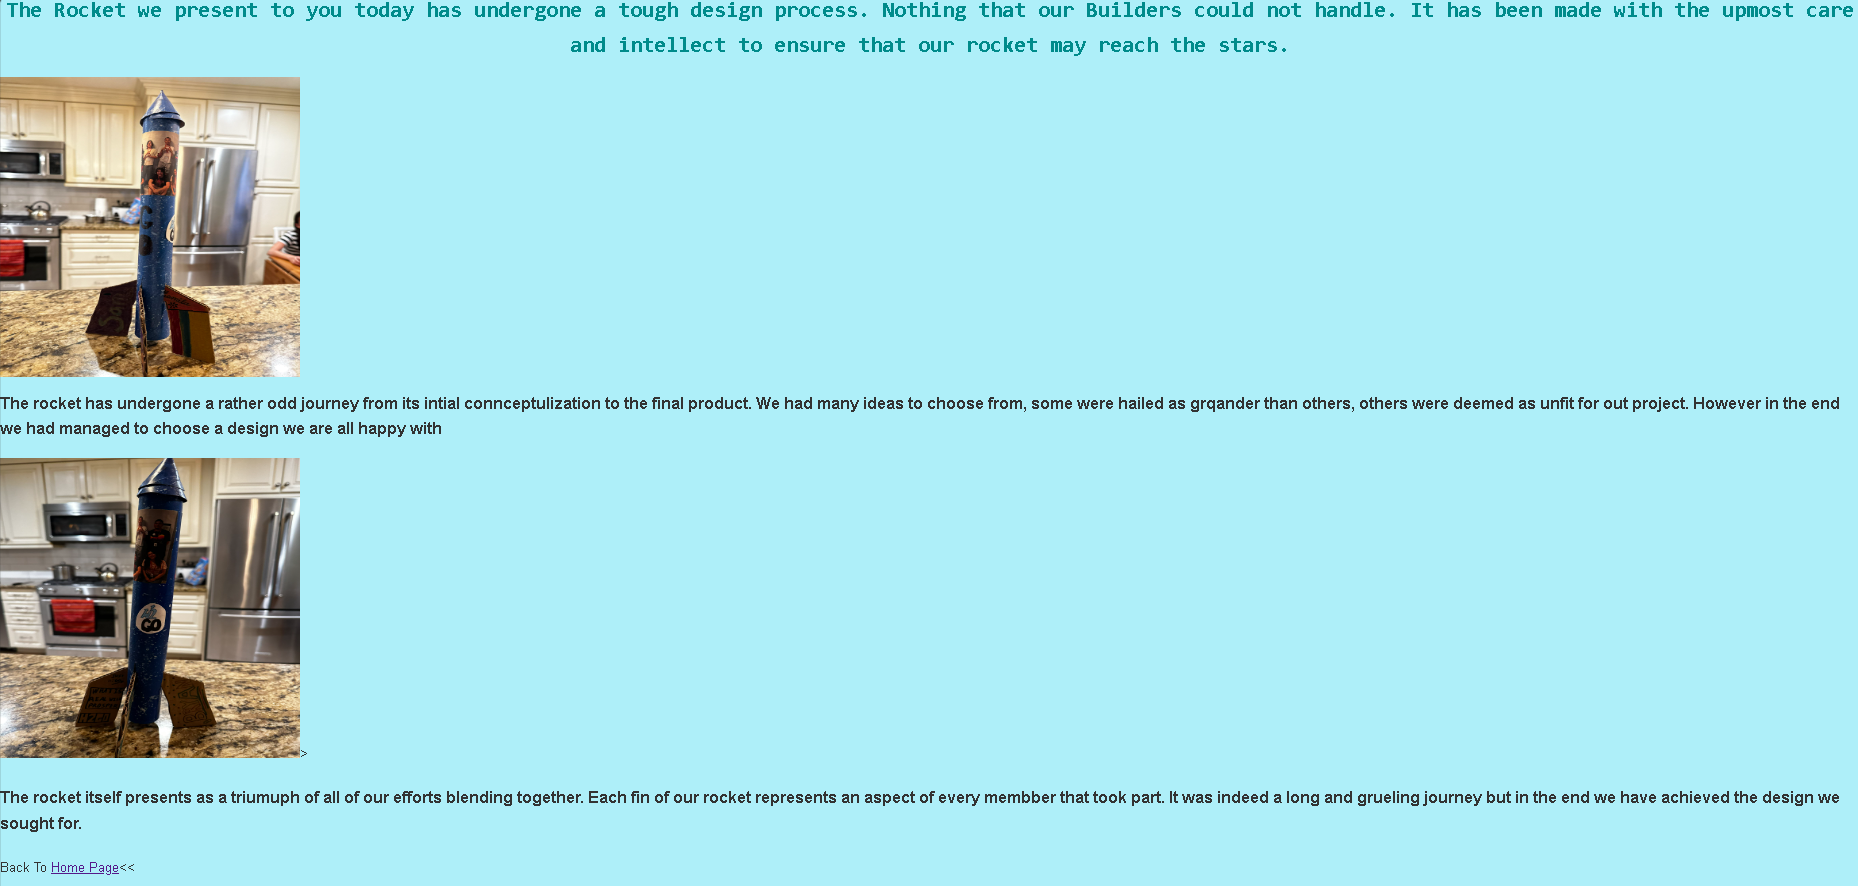 The Rocket we present to you today has undergone a tough design process. Nothing that our Builders could not handle. It has been made with the upmost care
and intellect to ensure that our rocket may reach the stars.
The rocket has undergone a rather odd journey from its intial connceptulization to the final product. We had many ideas to choose from, some were hailed as grqander than others, others were deemed as unfit for out project. However in the end
we had managed to choose a design we are all happy with
>
The rocket itself presents as a triumuph of all of our efforts blending together. Each fin of our rocket represents an aspect of every membber that took part. It was indeed a long and grueling journey but in the end we have achieved the design we
sought for.
Back To Home Page<<